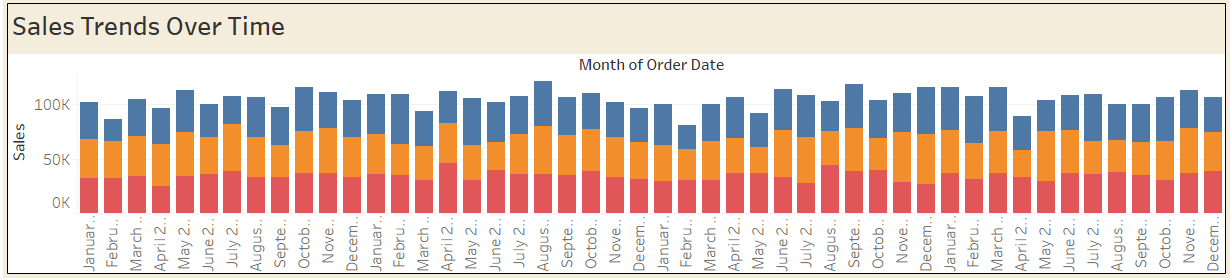 Sales Trends Over Time
Month of Order Date
Sales
100K
50K
0K
Januar..
Febru..
March ..
April 2..
May 2..
June 2..
July 2..
Augus..
Septe..
Octob..
Nove..
Decem..
Januar..
Febru..
March ..
April 2..
May 2..
June 2..
July 2..
Augus..
Septe..
Octob..
Nove..
Decem..
Januar..
Febru..
March ..
April 2..
May 2..
June 2..
July 2..
Augus..
Septe..
Octob..
Nove..
Decem..
Januar..
Febru..
March ..
April 2..
May 2..
June 2..
July 2..
Augus..
Septe..
Octob..
Nove..
Decem..